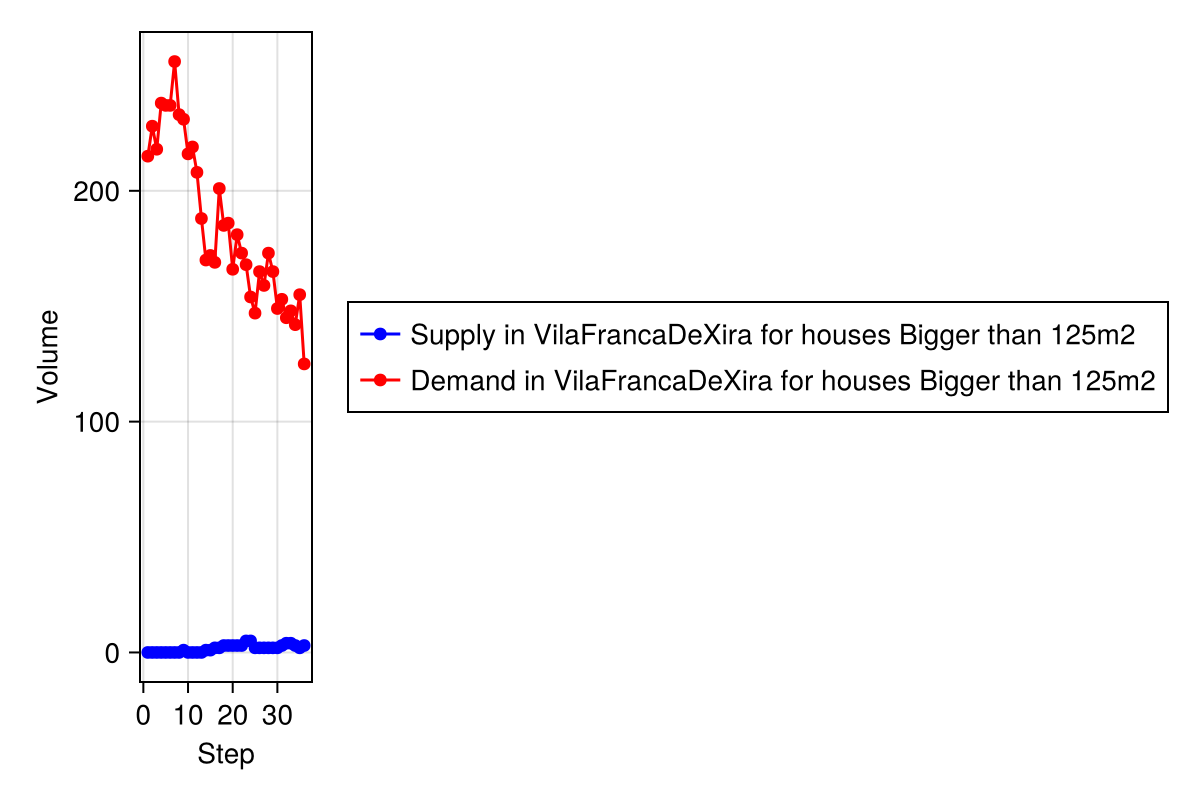 200
100
0
Volume
0 10 20 30
Step
Supply in VilaFrancaDeXira for houses Bigger than 125m2
Demand in VilaFrancaDeXira for houses Bigger than 125m2